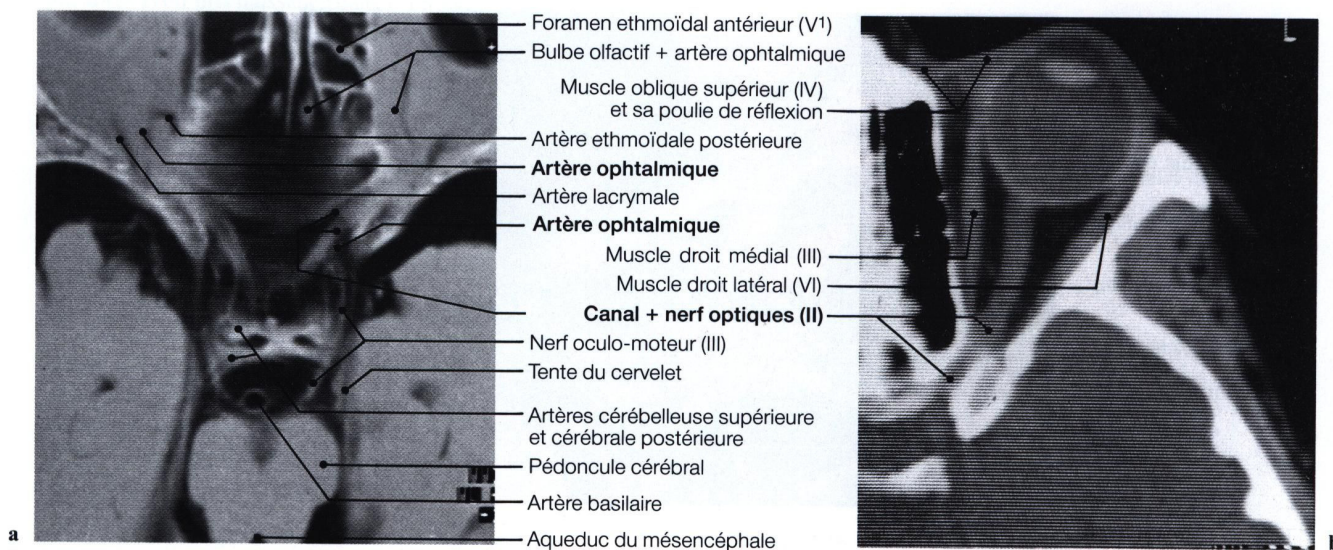 Foramen ethmoïdal antérieur (V¹)
Bulbe olfactif + artère ophtalmique
Muscle oblique supérieur (IV)
et sa poulie de réflexion
Artère ethmoïdale postérieure
Artère ophtalmique
Artère lacrymale
Artère ophtalmique
Muscle droit médial (III)
Muscle droit latéral (VI)
Canal + nerf optiques (II)
Nerf oculo-moteur (III)
Tente du cervelet
Artères cérébelleuse supérieure
et cérébrale postérieure
Pédoncule cérébral
Artère basilaire
Aqueduc du mésencéphale
a
L